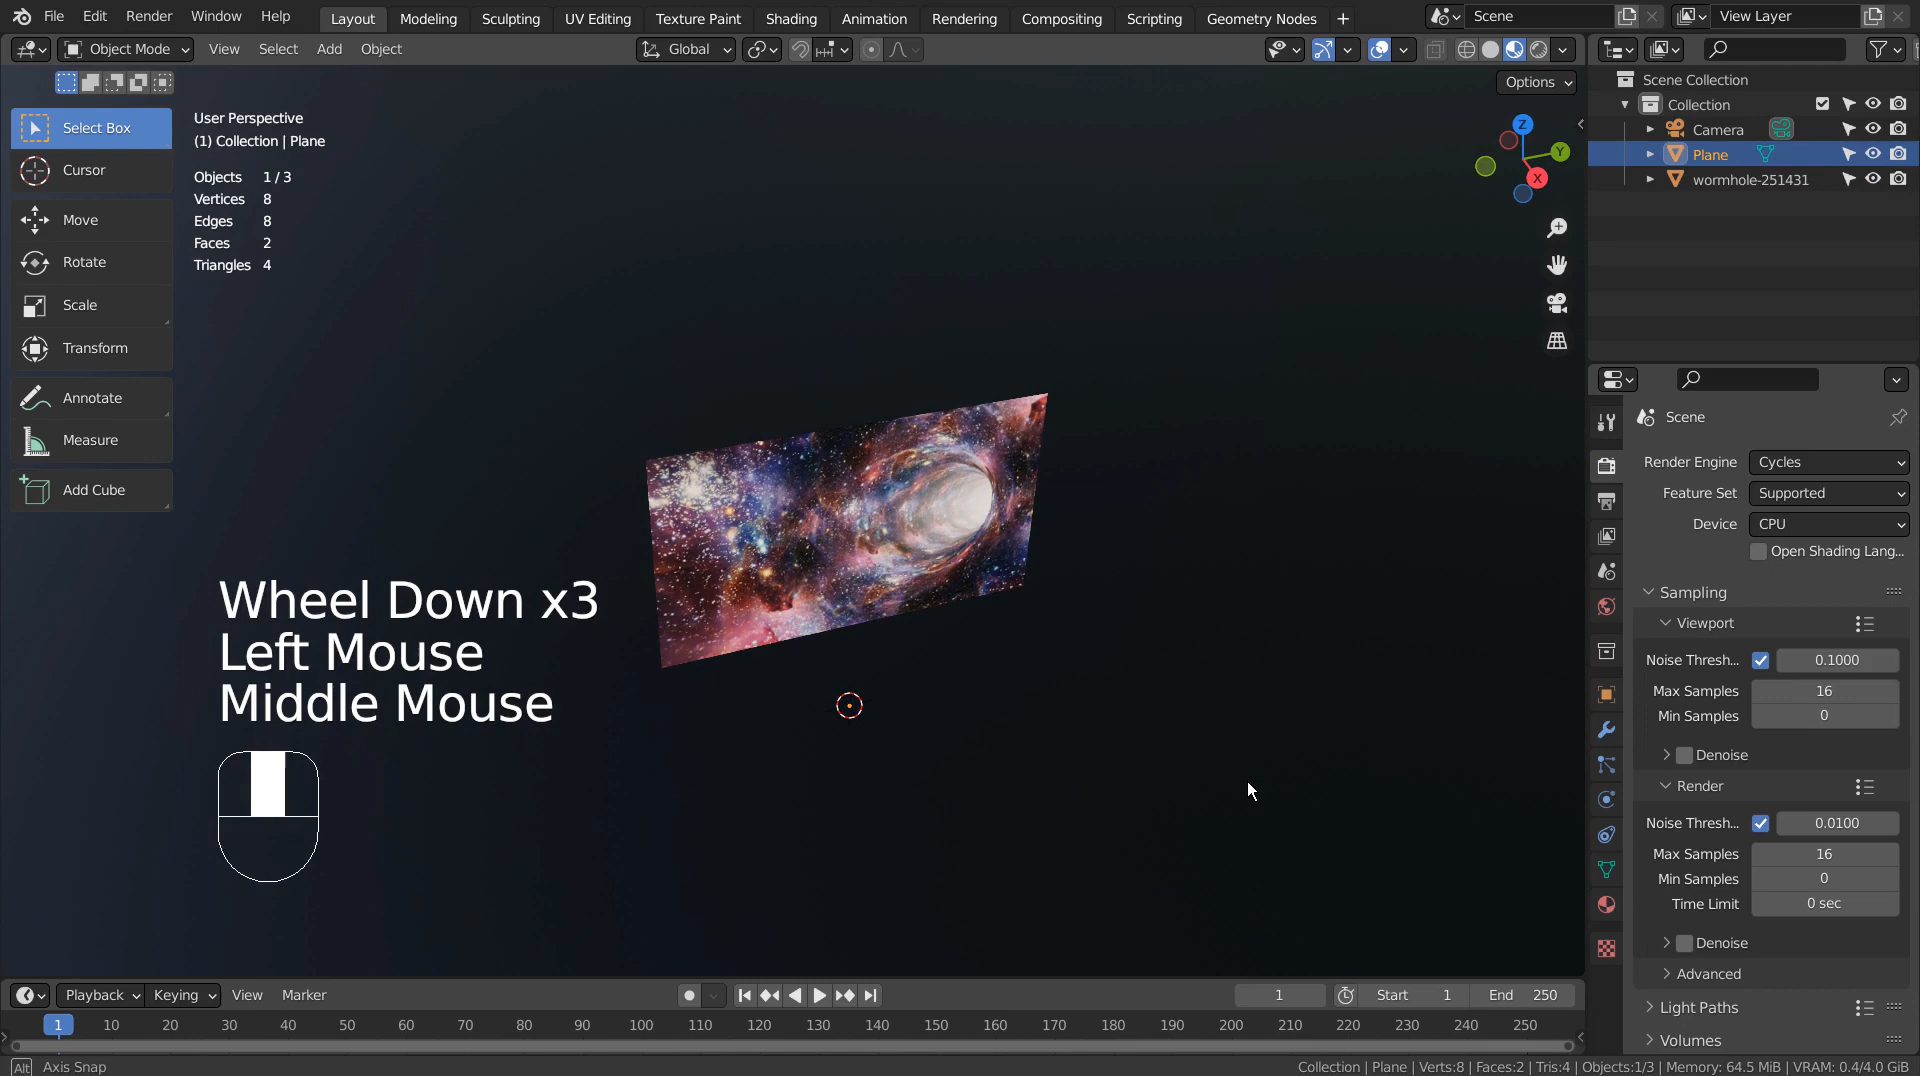 File Edit Render Window Help Layout Modeling Sculpting UV Editing Texture Paint Shading Animation Rendering Compositing Scripting Geometry Nodes + Scene View Layer
Object Mode View Select Add Object Global
Options
Select Box
Cursor
Move
Rotate
Scale
Transform
Annotate
Measure
Add Cube
User Perspective
(1) Collection | Plane
Objects 1 / 3
Vertices 8
Edges 8
Faces 2
Triangles 4
Z
Y
X
Wheel Down x3
Left Mouse
Middle Mouse
Scene Collection
Collection
Camera
Plane
wormhole-251431
Scene
Render Engine Cycles
Feature Set Supported
Device CPU
Open Shading Lang...
Sampling
Viewport
Noise Thresh... 0.1000
Max Samples 16
Min Samples 0
Denoise
Render
Noise Thresh... 0.0100
Max Samples 16
Min Samples 0
Time Limit 0 sec
Denoise
Advanced
Light Paths
Volumes
Playback Keying View Marker 1 Start 1 End 250
1 10 20 30 40 50 60 70 80 90 100 110 120 130 140 150 160 170 180 190 200 210 220 230 240 250
Alt Axis Snap
Collection | Plane | Verts:8 | Faces:2 | Tris:4 | Objects:1/3 | Memory: 64.5 MiB | VRAM: 0.4/4.0 GiB